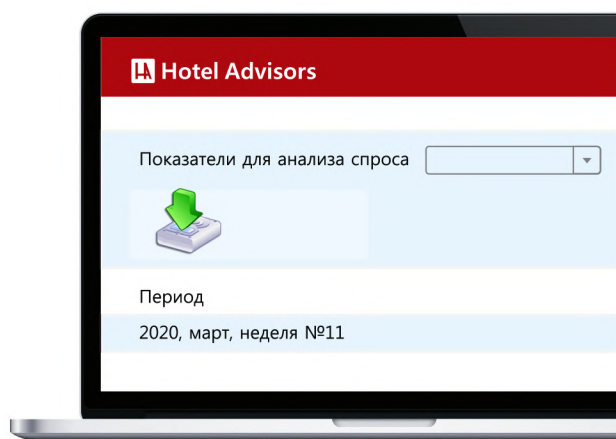 Hotel Advisors
Показатели для анализа спроса
Период
2020, март, неделя №11